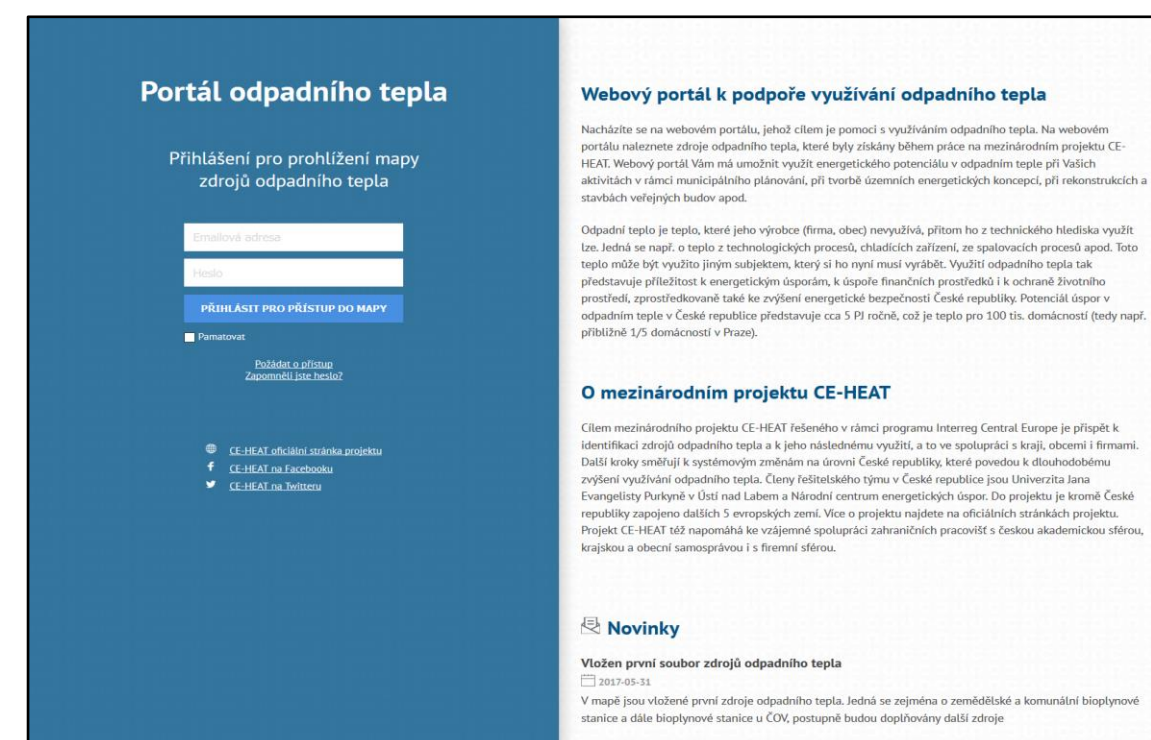 Portál odpadního tepla
Přihlášení pro prohlížení mapy
zdrojů odpadního tepla
Emailová adresa
Heslo
PŘIHLÁSIT PRO PŘÍSTUP DO MAPY
Pamatovat
Požádat o přístup
Zapomněli jste heslo?
CE-HEAT oficiální stránka projektu
CE-HEAT na Facebooku
CE-HEAT na Twitteru
Webový portál k podpoře využívání odpadního tepla
Nacházíte se na webovém portálu, jehož cílem je pomoci s využíváním odpadního tepla. Na webovém
portálu naleznete zdroje odpadního tepla, které byly získány během práce na mezinárodním projektu CE-
HEAT. Webový portál Vám má umožnit využít energetického potenciálu v odpadním teple při Vašich
aktivitách v rámci municipálního plánování, při tvorbě územních energetických koncepcí, při rekonstrukcích a
stavbách veřejných budov apod.
Odpadní teplo je teplo, které jeho výrobce (firma, obec) nevyužívá, přitom ho z technického hlediska využít
lze. Jedná se např. o teplo z technologických procesů, chladících zařízení, ze spalovacích procesů apod. Toto
teplo může být využito jiným subjektem, který si ho nyní musí vyrábět. Využití odpadního tepla tak
představuje příležitost k energetickým úsporám, k úspoře finančních prostředků i k ochraně životního
prostředí, zprostředkovaně také ke zvýšení energetické bezpečnosti České republiky. Potenciál úspor v
odpadním teple v České republice představuje cca 5 PJ ročně, což je teplo pro 100 tis. domácností (tedy např.
přibližně 1/5 domácností v Praze).
O mezinárodním projektu CE-HEAT
Cílem mezinárodního projektu CE-HEAT řešeného v rámci programu Interreg Central Europe je přispět k
identifikaci zdrojů odpadního tepla a k jeho následnému využití, a to ve spolupráci s kraji, obcemi i firmami.
Další kroky směřují k systémovým změnám na úrovni České republiky, které povedou k dlouhodobému
zvýšení využívání odpadního tepla. Členy řešitelského týmu v České republice jsou Univerzita Jana
Evangelisty Purkyně v Ústí nad Labem a Národní centrum energetických úspor. Do projektu je kromě České
republiky zapojeno dalších 5 evropských zemí. Více o projektu najdete na oficiálních stránkách projektu.
Projekt CE-HEAT též napomáhá ke vzájemné spolupráci zahraničních pracovišť s českou akademickou sférou,
krajskou a obecní samosprávou i s firemní sférou.
Novinky
Vložen první soubor zdrojů odpadního tepla
2017-05-31
V mapě jsou vložené první zdroje odpadního tepla. Jedná se zejména o zemědělské a komunální bioplynové
stanice a dále bioplynové stanice u ČOV, postupně budou doplňovány další zdroje